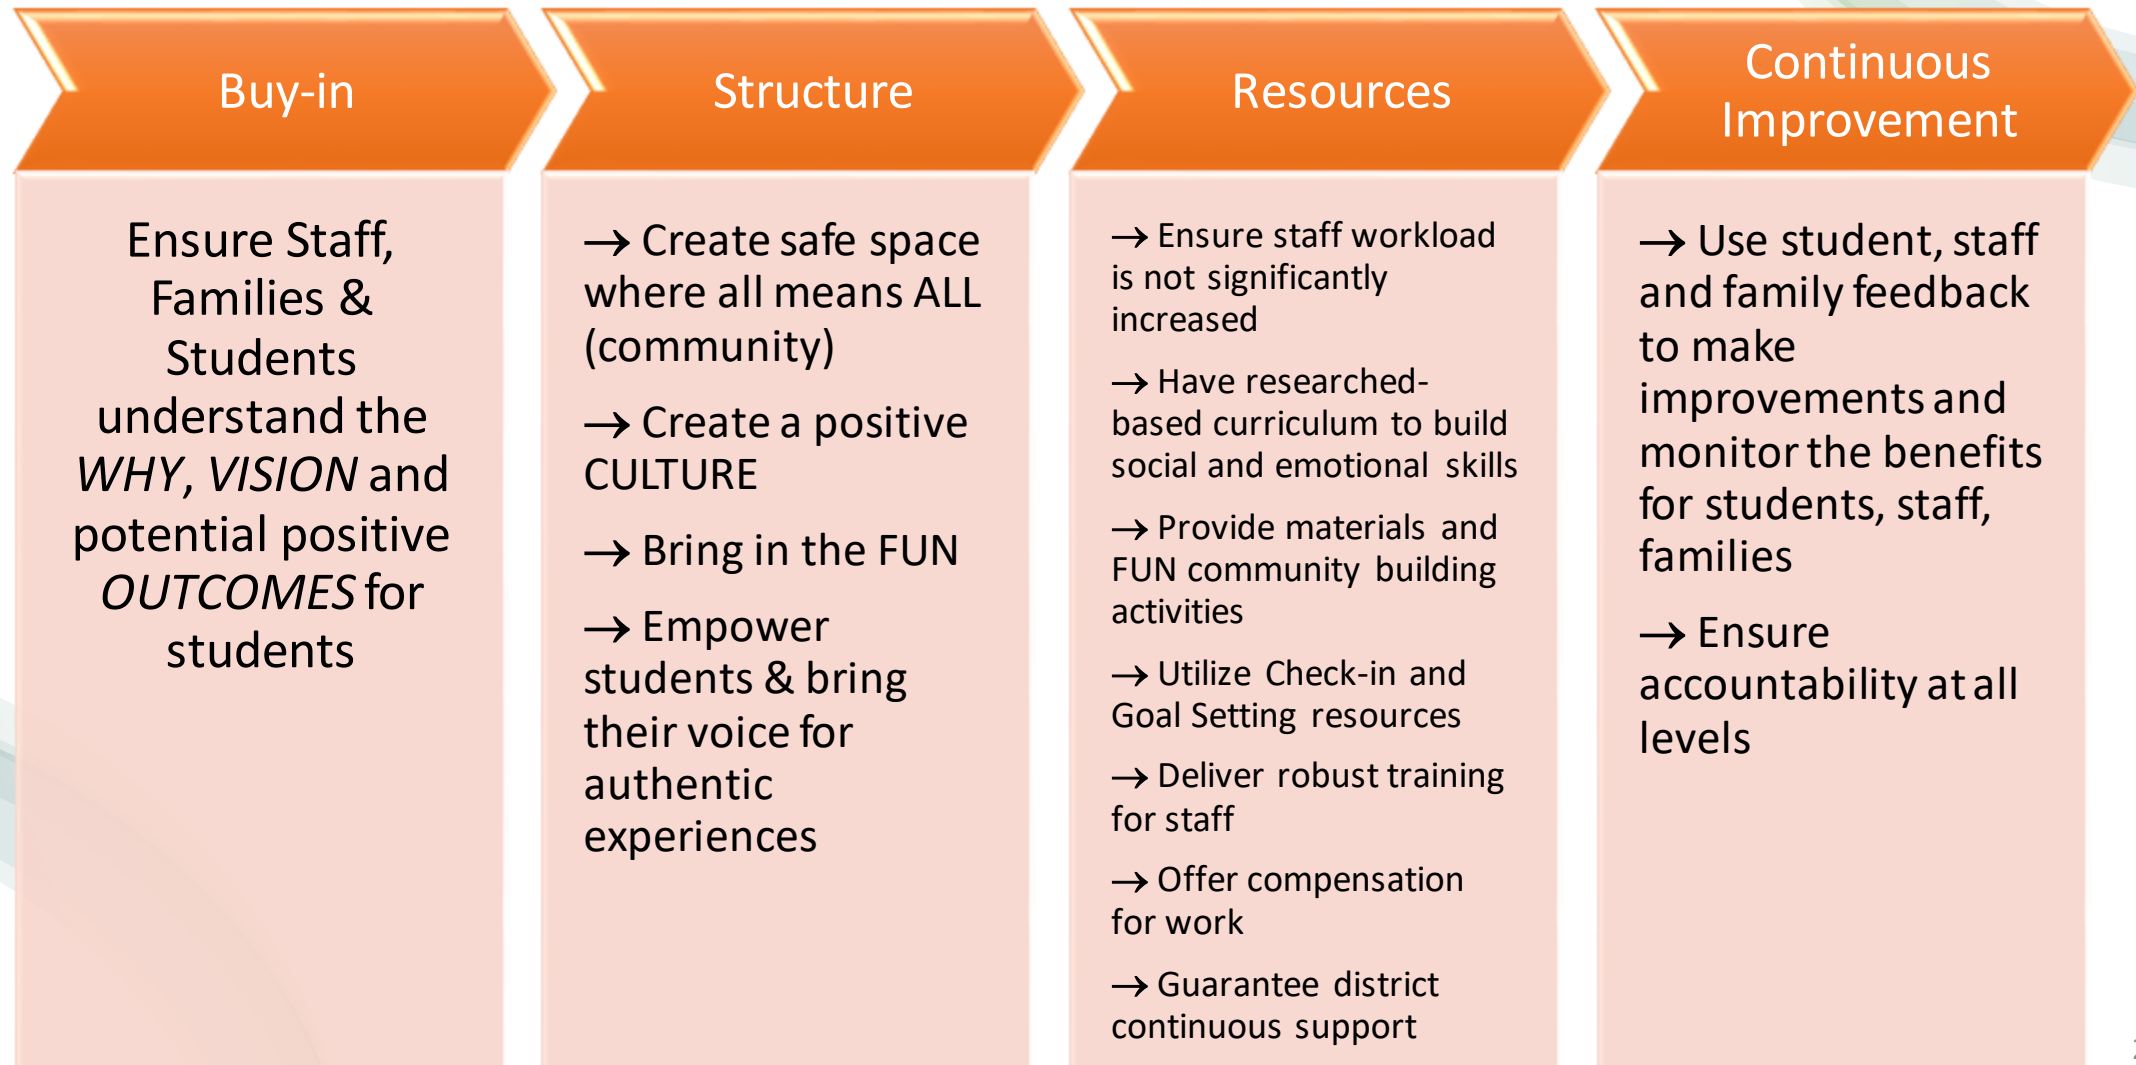 Buy-in
Ensure Staff,
Families &
Students
understand the
WHY, VISION and
potential positive
OUTCOMES for
students
Structure
→ Create safe space
where all means ALL
(community)
→ Create a positive
CULTURE
→ Bring in the FUN
→ Empower
students & bring
their voice for
authentic
experiences
Resources
→ Ensure staff workload
is not significantly
increased
→ Have researched-
based curriculum to build
social and emotional skills
→ Provide materials and
FUN community building
activities
→ Utilize Check-in and
Goal Setting resources
→ Deliver robust training
for staff
→ Offer compensation
for work
→ Guarantee district
continuous support
Continuous
Improvement
→ Use student, staff
and family feedback
to make
improvements and
monitor the benefits
for students, staff,
families
→ Ensure
accountability at all
levels